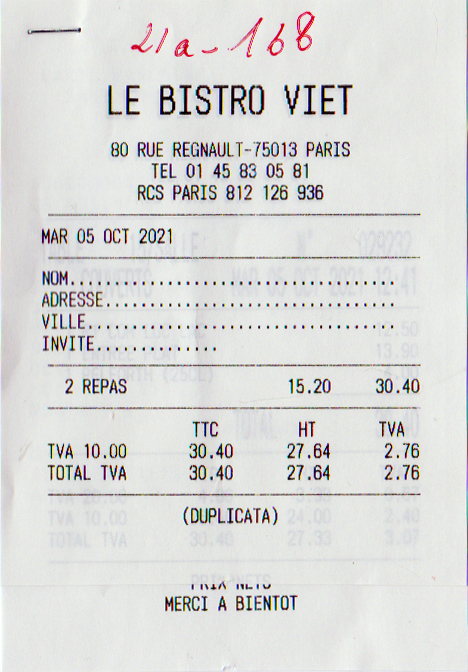 21a-168
LE BISTRO VIET
80 RUE REGNAULT-75013 PARIS
TEL 01 45 83 05 81
RCS PARIS 812 126 936
MAR 05 OCT 2021
NOM..............................
ADRESSE..........................
VILLE............................
INVITE.............
2 REPAS 15.20 30.40
TTC HT TVA
TVA 10.00 30.40 27.64 2.76
TOTAL TVA 30.40 27.64 2.76
(DUPLICATA)
PRIX NETS
MERCI A BIENTOT